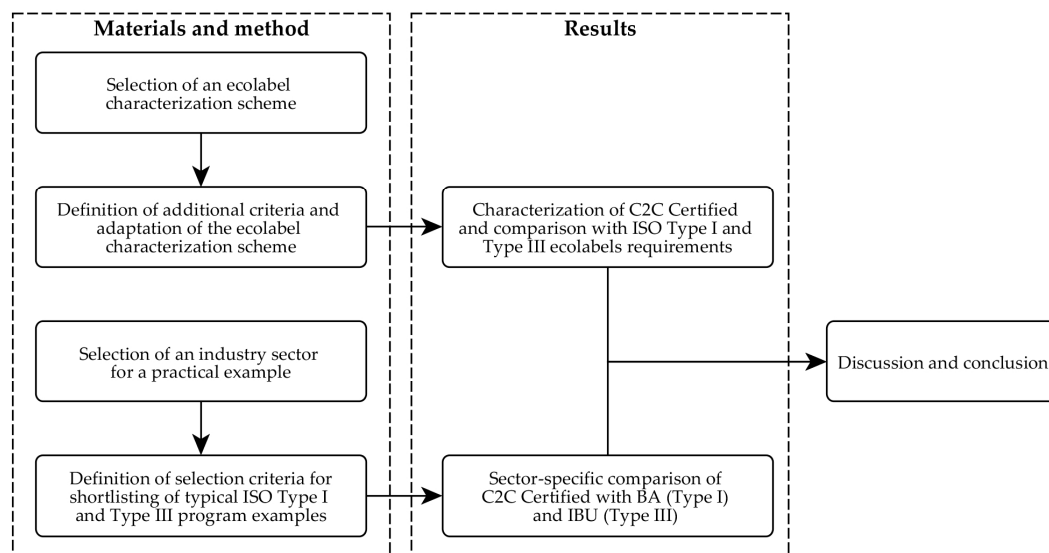 Materials and method
Selection of an ecolabel
characterization scheme
Definition of additional criteria and
adaptation of the ecolabel
characterization scheme
Selection of an industry sector
for a practical example
Definition of selection criteria for
shortlisting of typical ISO Type I
and Type III program examples
Results
Characterization of C2C Certified
and comparison with ISO Type I and
Type III ecolabels requirements
Sector-specific comparison of
C2C Certified with BA (Type I)
and IBU (Type III)
Discussion and conclusion